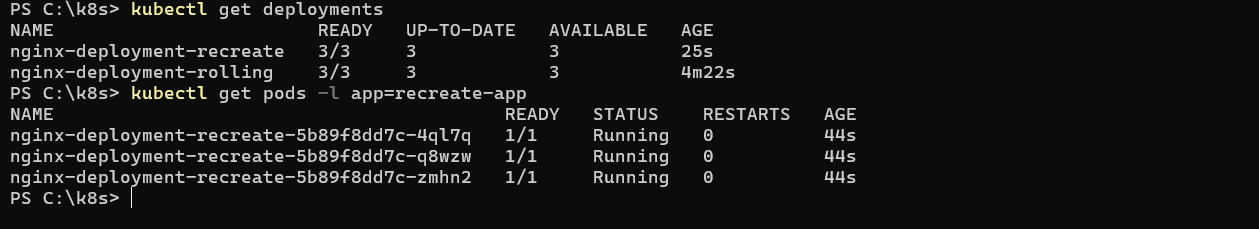 PS C:\k8s> kubectl get deployments
NAME                        READY   UP-TO-DATE   AVAILABLE   AGE
nginx-deployment-recreate   3/3     3            3           25s
nginx-deployment-rolling    3/3     3            3           4m22s
PS C:\k8s> kubectl get pods -l app=recreate-app
NAME                                         READY   STATUS    RESTARTS   AGE
nginx-deployment-recreate-5b89f8dd7c-4ql7q   1/1     Running   0          44s
nginx-deployment-recreate-5b89f8dd7c-q8wzw   1/1     Running   0          44s
nginx-deployment-recreate-5b89f8dd7c-zmhn2   1/1     Running   0          44s
PS C:\k8s>